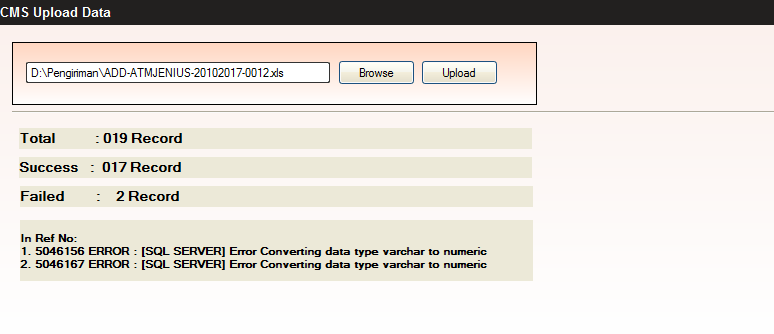 CMS Upload Data
D:\Pengiriman\ADD-ATMJENIUS-20102017-0012.xls Browse Upload
Total : 019 Record
Success : 017 Record
Failed : 2 Record
In Ref No:
1. 5046156 ERROR : [SQL SERVER] Error Converting data type varchar to numeric
2. 5046167 ERROR : [SQL SERVER] Error Converting data type varchar to numeric